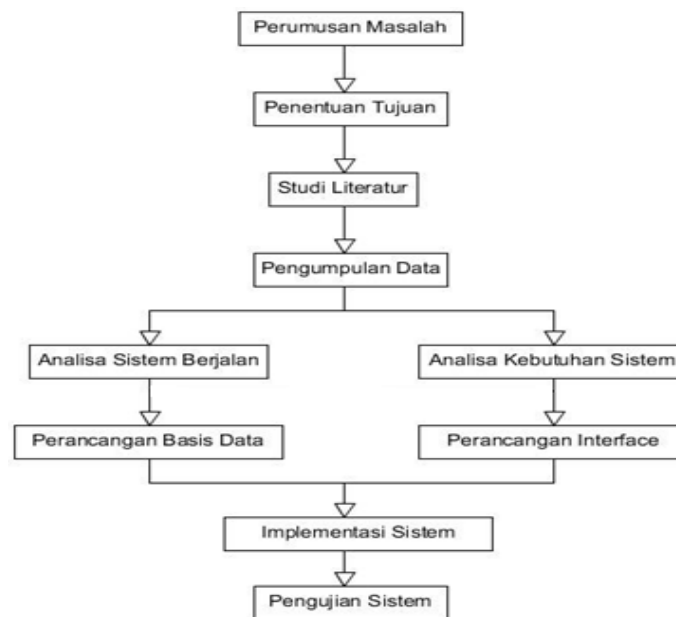 Perumusan Masalah
Penentuan Tujuan
Studi Literatur
Pengumpulan Data
Analisa Sistem Berjalan
Analisa Kebutuhan Sistem
Perancangan Basis Data
Perancangan Interface
Implementasi Sistem
Pengujian Sistem